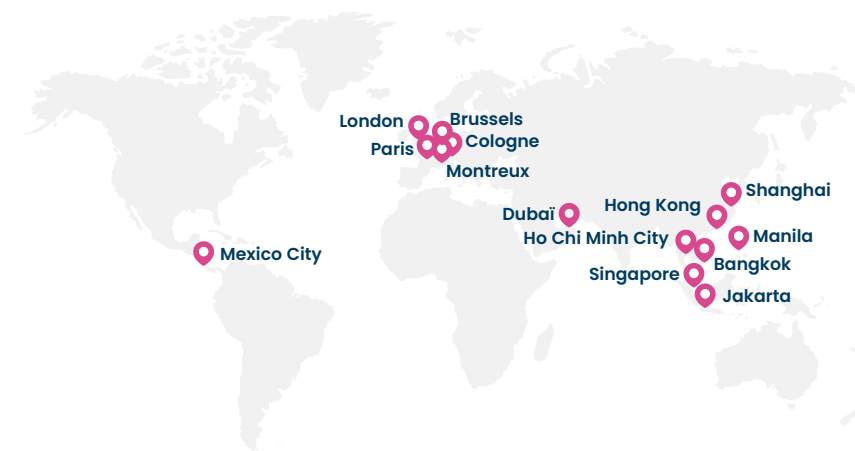 London
Brussels
Cologne
Paris
Montreux
Shanghai
Hong Kong
Dubaï
Ho Chi Minh City
Manila
Mexico City
Bangkok
Singapore
Jakarta